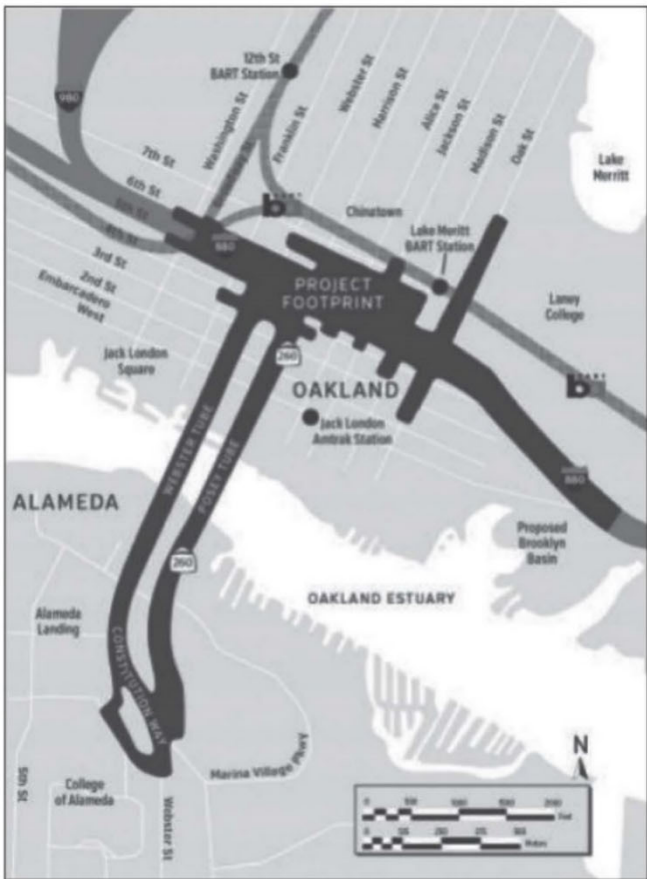 12th St
BART Station
980
Washington St
Broadway St
Franklin St
Webster St
Harrison St
Alice St
Jackson St
Madison St
Oak St
Lake
Merritt
7th St
6th St
5th St
4th St
3rd St
2nd St
Embarcadero
West
Chinatown
Lake Merritt
BART Station
880
PROJECT
FOOTPRINT
Laney
College
260
Jack London
Square
OAKLAND
Jack London
Amtrak Station
WEBSTER TUBE
POSEY TUBE
ALAMEDA
880
Proposed
Brooklyn
Basin
260
OAKLAND ESTUARY
Alameda
Landing
CONSTITUTION WAY
Marina Village Pkwy
N
5th St
College
of Alameda
Webster St
Feet
Meters